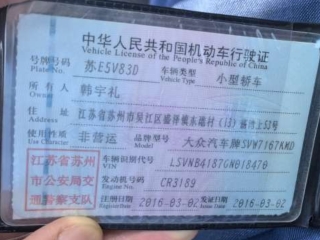 中华人民共和国机动车行驶证
Vehicle License of the People's Republic of China
号牌号码 Plate No. 苏E5V83D 车辆类型 Vehicle Type 小型轿车
所有人 Owner 韩宇礼
住址 Address 江苏省苏州市吴江区盛泽镇东港村(13)
使用性质 Use Character 非营运 品牌型号 Model 大众汽车牌SVW7167KMD
江苏省苏州 车辆识别代号 VIN LSVNB4187GN018470
市公安局交 发动机号码 Engine No. CR3189
通警察支队 注册日期 Register Date 2016-03-02 发证日期 Issue Date 2016-03-02